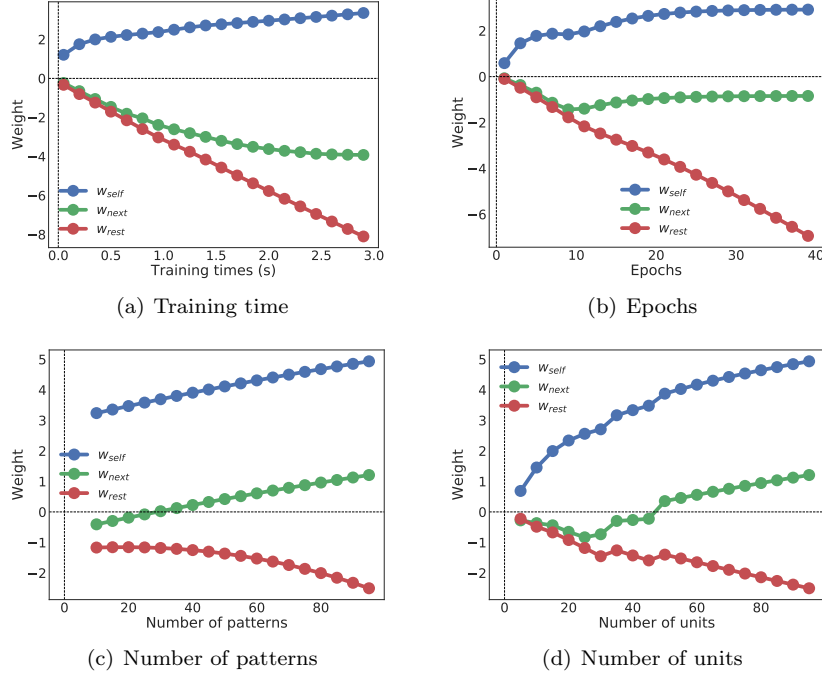 2
0
−2
−4
−6
−8
Weight
w_self
w_next
w_rest
0.0 0.5 1.0 1.5 2.0 2.5 3.0
Training times (s)
(a) Training time
2
0
−2
−4
−6
Weight
w_self
w_next
w_rest
0 10 20 30 40
Epochs
(b) Epochs
5
4
3
2
1
0
−1
−2
Weight
w_self
w_next
w_rest
0 20 40 60 80
Number of patterns
(c) Number of patterns
5
4
3
2
1
0
−1
−2
Weight
w_self
w_next
w_rest
0 20 40 60 80
Number of units
(d) Number of units